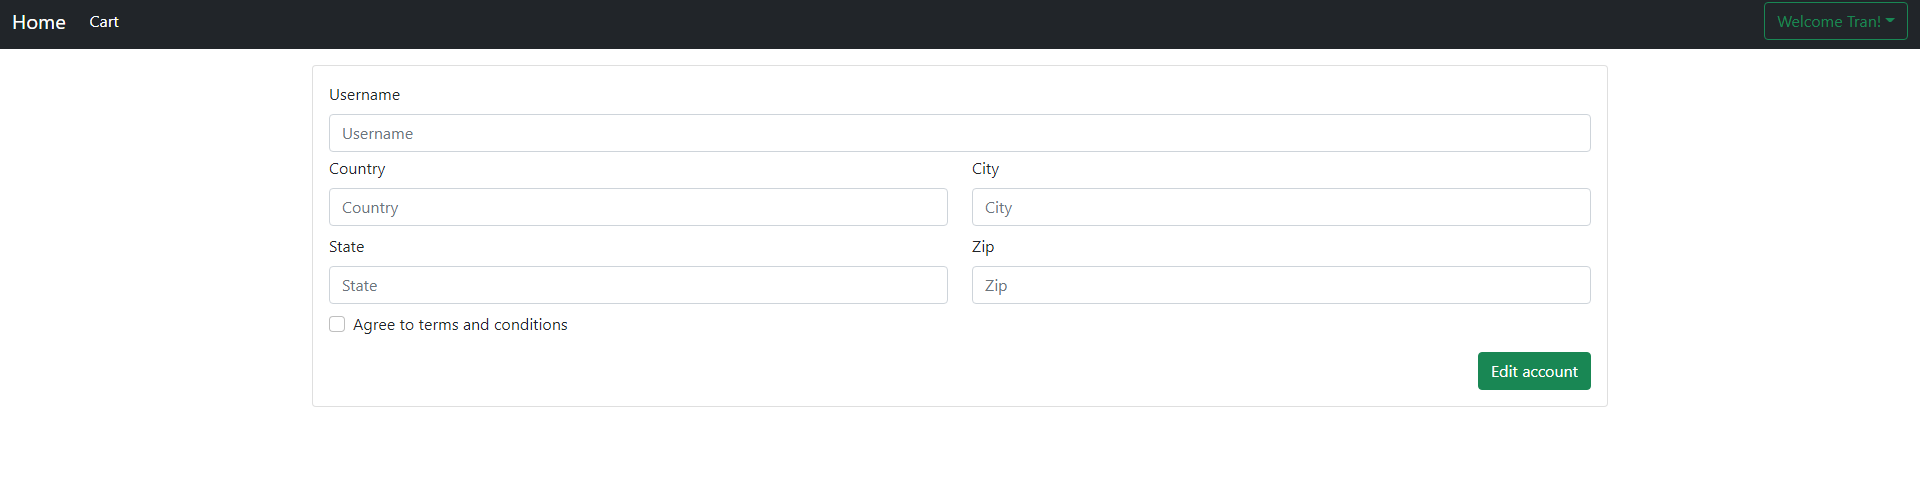 Home Cart Welcome Tran!
Username
Username
Country City
Country City
State Zip
State Zip
Agree to terms and conditions
Edit account